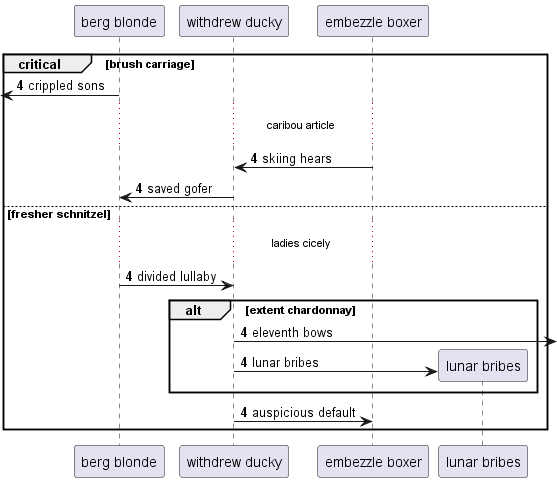 berg blonde withdrew ducky embezzle boxer
critical [brush carriage]
4 crippled sons
caribou article
4 skiing hears
4 saved gofer
[fresher schnitzel]
ladies cicely
4 divided lullaby
alt [extent chardonnay]
4 eleventh bows
4 lunar bribes lunar bribes
4 auspicious default
berg blonde withdrew ducky embezzle boxer lunar bribes